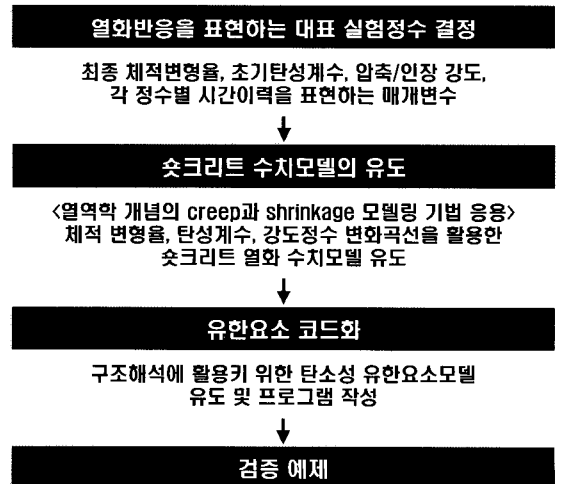 열화반응을 표현하는 대표 실험정수 결정
최종 체적변형율, 초기탄성계수, 압축/인장 강도,
각 정수별 시간이력을 표현하는 매개변수
숏크리트 수치모델의 유도
<열역학 개념의 creep과 shrinkage 모델링 기법 응용>
체적 변형율, 탄성계수, 강도정수 변화곡선을 활용한
숏크리트 열화 수치모델 유도
유한요소 코드화
구조해석에 활용키 위한 탄소성 유한요소모델
유도 및 프로그램 작성
검증 예제